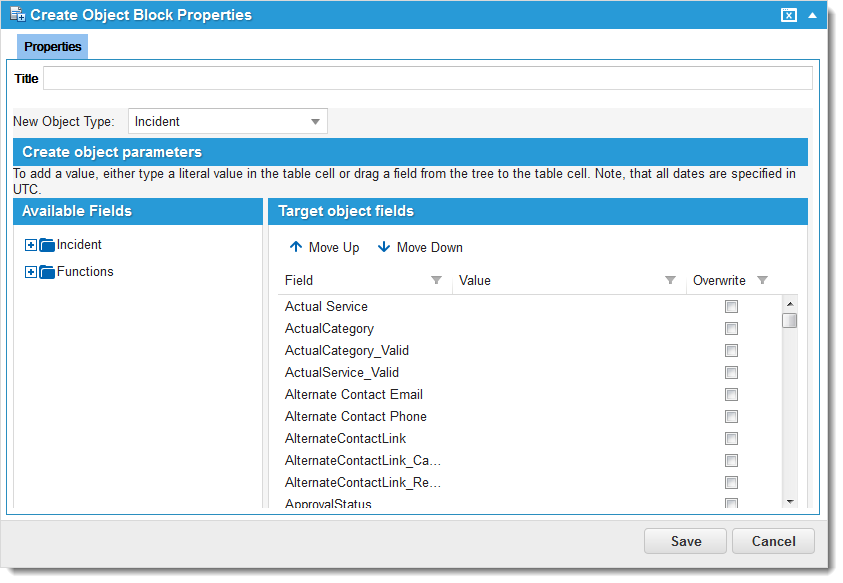 Create Object Block Properties
Properties
Title
New Object Type: Incident
Create object parameters
To add a value, either type a literal value in the table cell or drag a field from the tree to the table cell. Note, that all dates are specified in
UTC.
Available Fields
Incident
Functions
Target object fields
Move Up Move Down
Field Value Overwrite
Actual Service
ActualCategory
ActualCategory_Valid
ActualService_Valid
Alternate Contact Email
Alternate Contact Phone
AlternateContactLink
AlternateContactLink_Ca...
AlternateContactLink_Re...
ApprovalStatus
Save Cancel